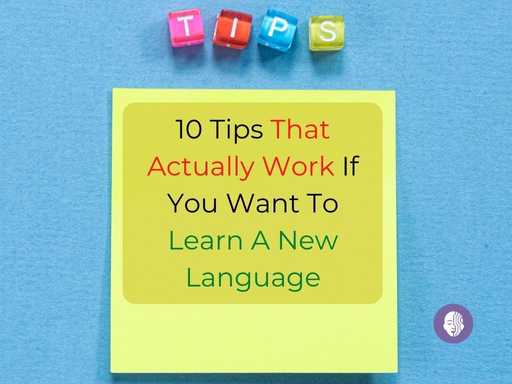 TIPS
10 Tips That
Actually Work If
You Want To
Learn A New
Language